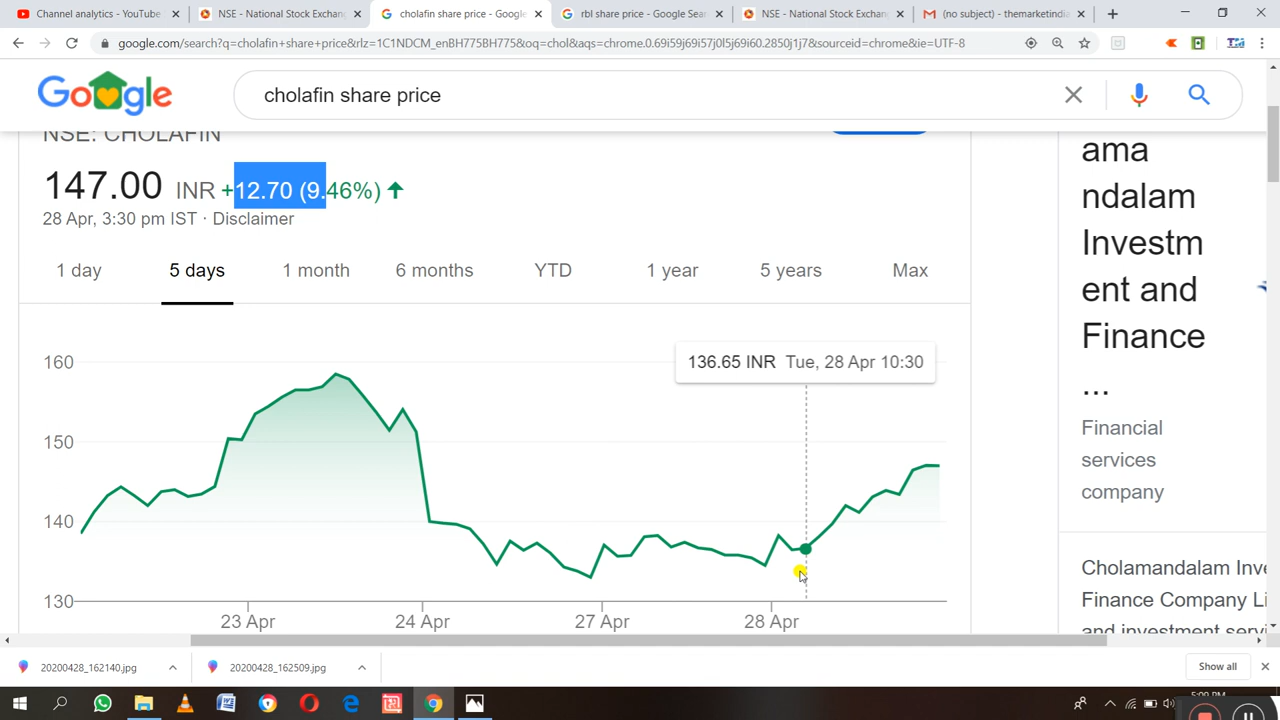 Channel analytics - YouTube
NSE - National Stock Exchan
cholafin share price - Google
rbl share price - Google Sear
NSE - National Stock Exchan
(no subject) - themarketindia
google.com/search?q=cholafin+share+price&rlz=1C1NDCM_enBH775BH775&oq=chol&aqs=chrome.0.69i59j69i57j0l5j69i60.2850j1j7&sourceid=chrome&ie=UTF-8
Google
cholafin share price
NSE: CHOLAFIN
147.00 INR +12.70 (9.46%)
28 Apr, 3:30 pm IST · Disclaimer
1 day
5 days
1 month
6 months
YTD
1 year
5 years
Max
136.65 INR Tue, 28 Apr 10:30
160
150
140
130
23 Apr
24 Apr
27 Apr
28 Apr
ama
ndalam
Investm
ent and
Finance
...
Financial
services
company
Cholamandalam Inve
Finance Company Li
and investment servi
20200428_162140.jpg
20200428_162509.jpg
Show all